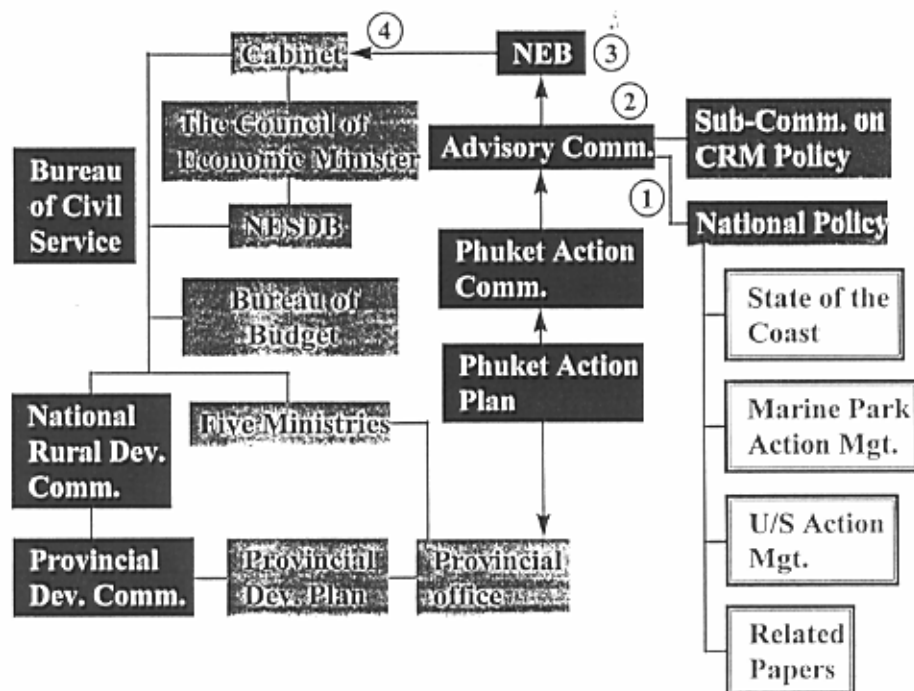 Cabinet
④
NEB
③
②
The Council of
Economic Minister
Advisory Comm.
Sub-Comm. on
CRM Policy
Bureau
of Civil
Service
①
NESDB
National Policy
Phuket Action
Comm.
State of the
Coast
Bureau of
Budget
Phuket Action
Plan
National
Rural Dev.
Comm.
Five Ministries
Marine Park
Action Mgt.
U/S Action
Mgt.
Provincial
Dev. Comm.
Provincial
Dev. Plan
Provincial
office
Related
Papers